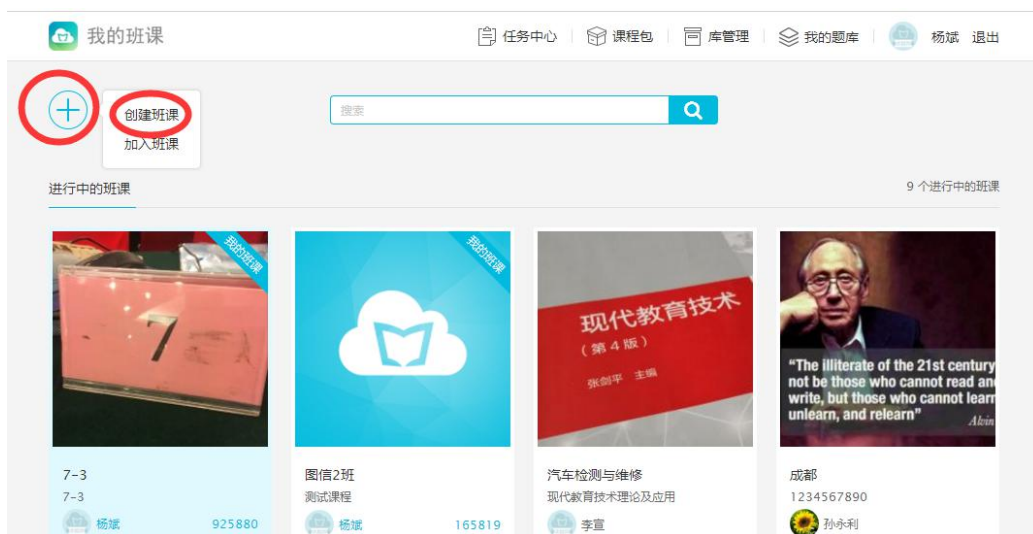 我的班课
任务中心 课程包 库管理 我的题库 杨斌 退出
创建班课
加入班课
搜索
进行中的班课
9 个进行中的班课
我的班课
7
我的班课
现代教育技术
（第4版）
张剑平 主编
"The illiterate of the 21st century
not be those who cannot read an
write, but those who cannot learn
unlearn, and relearn"
Alvin
7-3
7-3
杨斌 925880
图信2班
测试课程
杨斌 165819
汽车检测与维修
现代教育技术理论及应用
李宣
成都
1234567890
孙永利